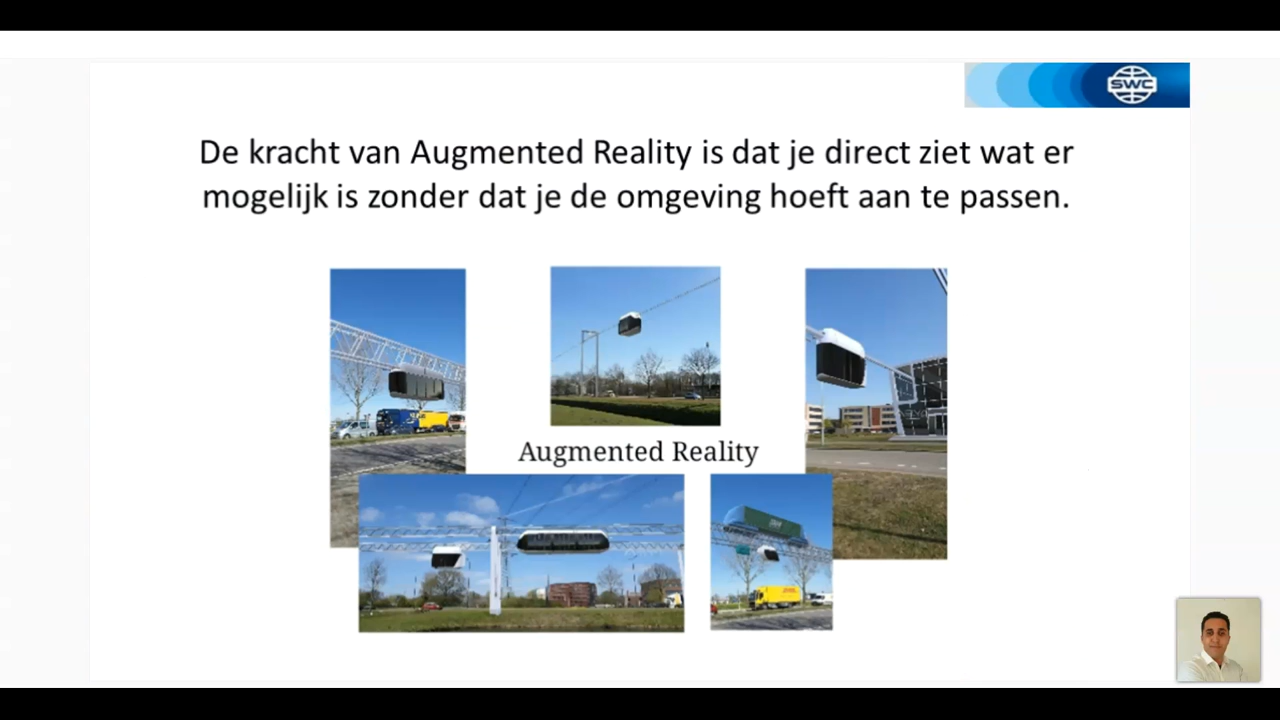 SWC
De kracht van Augmented Reality is dat je direct ziet wat er
mogelijk is zonder dat je de omgeving hoeft aan te passen.
Augmented Reality